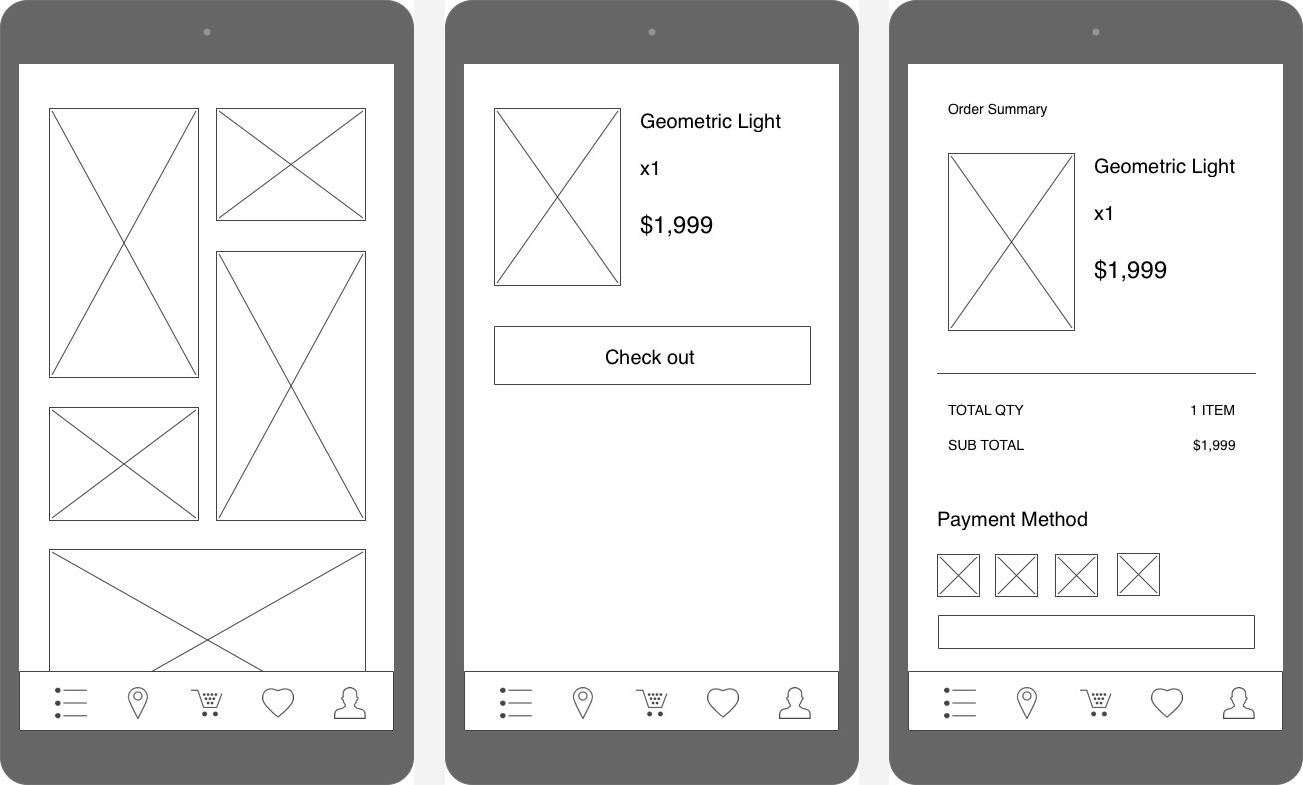 Geometric Light
x1
$1,999
Check out
Order Summary
Geometric Light
x1
$1,999
TOTAL QTY 1 ITEM
SUB TOTAL $1,999
Payment Method